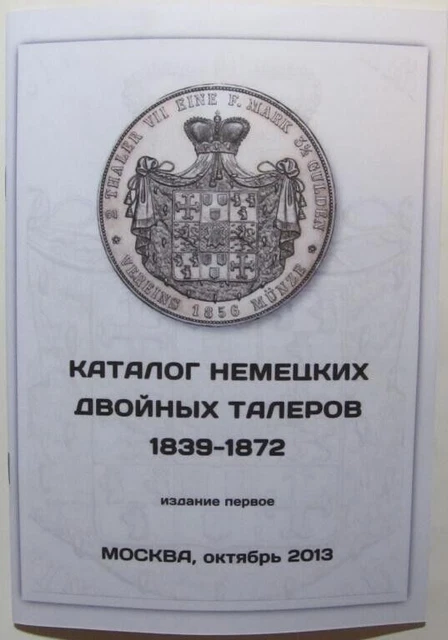 2 THALER VII EINE F. MARK 3½ GULDEN
* VEREINS 1856 MÜNZE *
КАТАЛОГ НЕМЕЦКИХ
ДВОЙНЫХ ТАЛЕРОВ
1839-1872
издание первое
МОСКВА, октябрь 2013